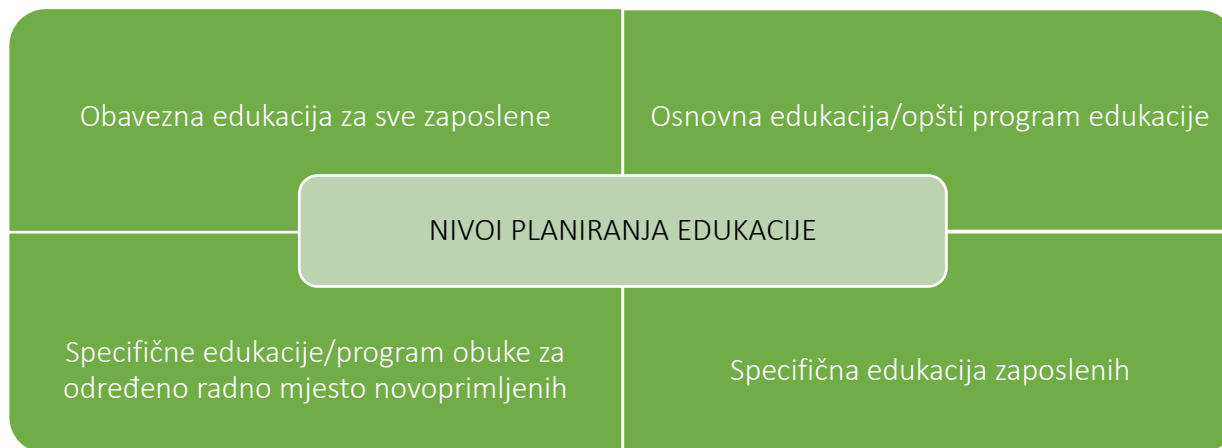 Obavezna edukacija za sve zaposlene
Osnovna edukacija/opšti program edukacije
NIVOI PLANIRANJA EDUKACIJE
Specifične edukacije/program obuke za
određeno radno mjesto novoprimljenih
Specifična edukacija zaposlenih